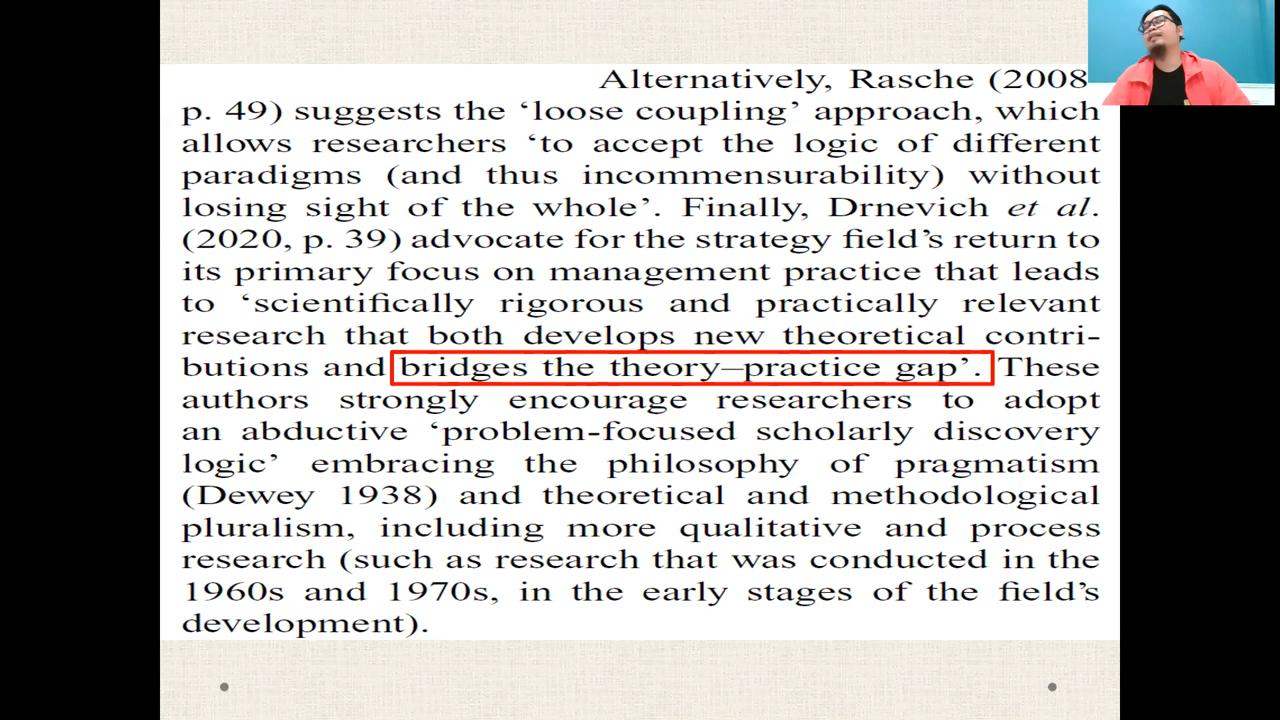 Alternatively, Rasche (2008
p. 49) suggests the ‘loose coupling’ approach, which
allows researchers ‘to accept the logic of different
paradigms (and thus incommensurability) without
losing sight of the whole’. Finally, Drnevich et al.
(2020, p. 39) advocate for the strategy field’s return to
its primary focus on management practice that leads
to ‘scientifically rigorous and practically relevant
research that both develops new theoretical contri-
butions and bridges the theory–practice gap’. These
authors strongly encourage researchers to adopt
an abductive ‘problem-focused scholarly discovery
logic’ embracing the philosophy of pragmatism
(Dewey 1938) and theoretical and methodological
pluralism, including more qualitative and process
research (such as research that was conducted in the
1960s and 1970s, in the early stages of the field’s
development).